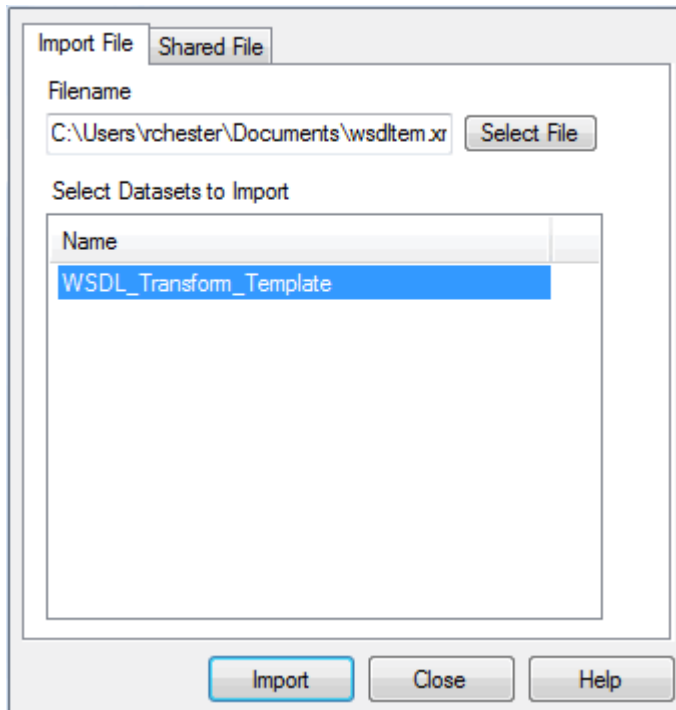 Import File
Shared File
Filename
C:\Users\rchester\Documents\wsdltem.xr
Select File
Select Datasets to Import
Name
WSDL_Transform_Template
Import
Close
Help